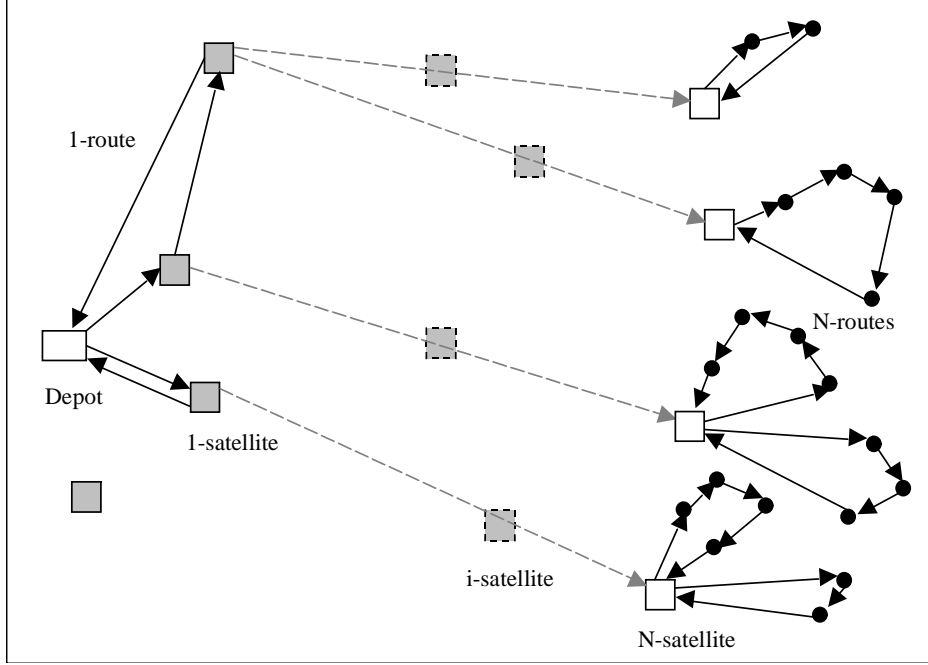 1-route
N-routes
Depot
1-satellite
i-satellite
N-satellite